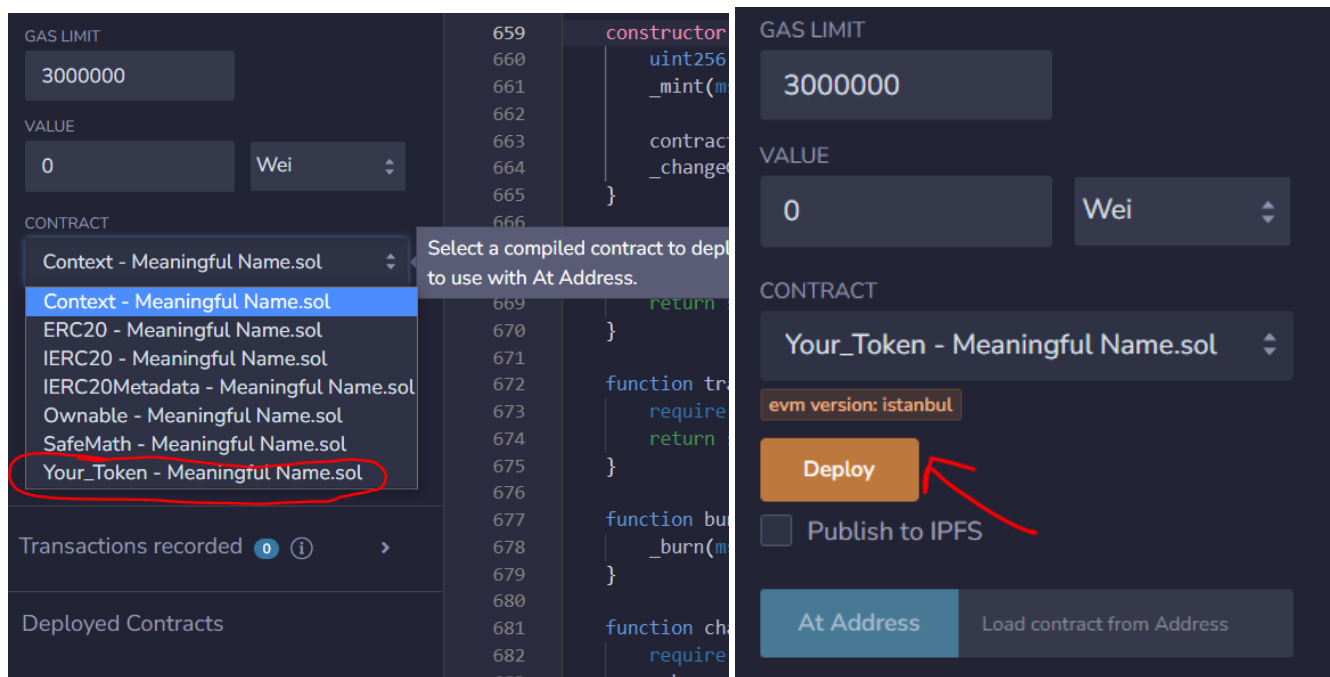 GAS LIMIT
3000000
VALUE
0
Wei
CONTRACT
Context - Meaningful Name.sol
Context - Meaningful Name.sol
ERC20 - Meaningful Name.sol
IERC20 - Meaningful Name.sol
IERC20Metadata - Meaningful Name.sol
Ownable - Meaningful Name.sol
SafeMath - Meaningful Name.sol
Your_Token - Meaningful Name.sol
Transactions recorded 0 i >
Deployed Contracts
659 constructor
660 uint256
661 _mint(m
662
663 contrac
664 _change
665 }
666
Select a compiled contract to depl
to use with At Address.
669 return
670 }
671
672 function tra
673 require
674 return
675 }
676
677 function bu
678 _burn(m
679 }
680
681 function cha
682 require
GAS LIMIT
3000000
VALUE
0
Wei
CONTRACT
Your_Token - Meaningful Name.sol
evm version: istanbul
Deploy
Publish to IPFS
At Address
Load contract from Address